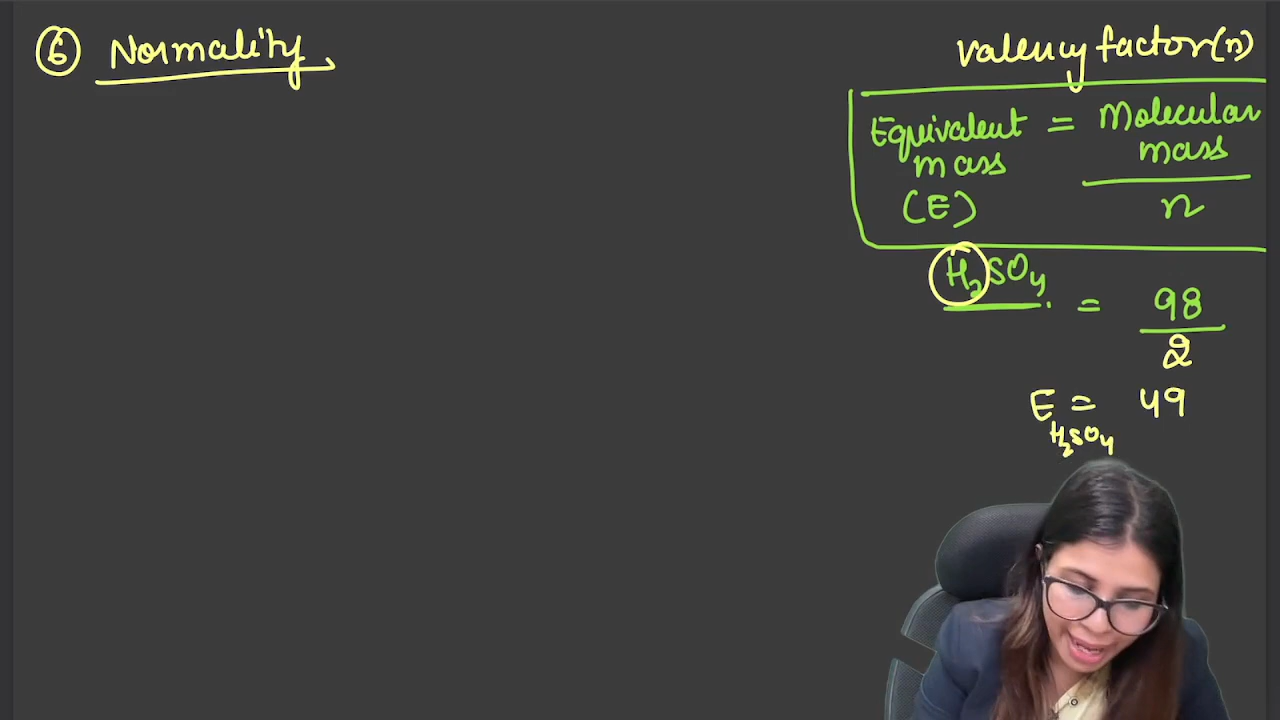 6 Normality
valency factor(n)
Equivalent mass (E) = Molecular mass / n
H₂SO₄ = 98 / 2
E H₂SO₄ = 49